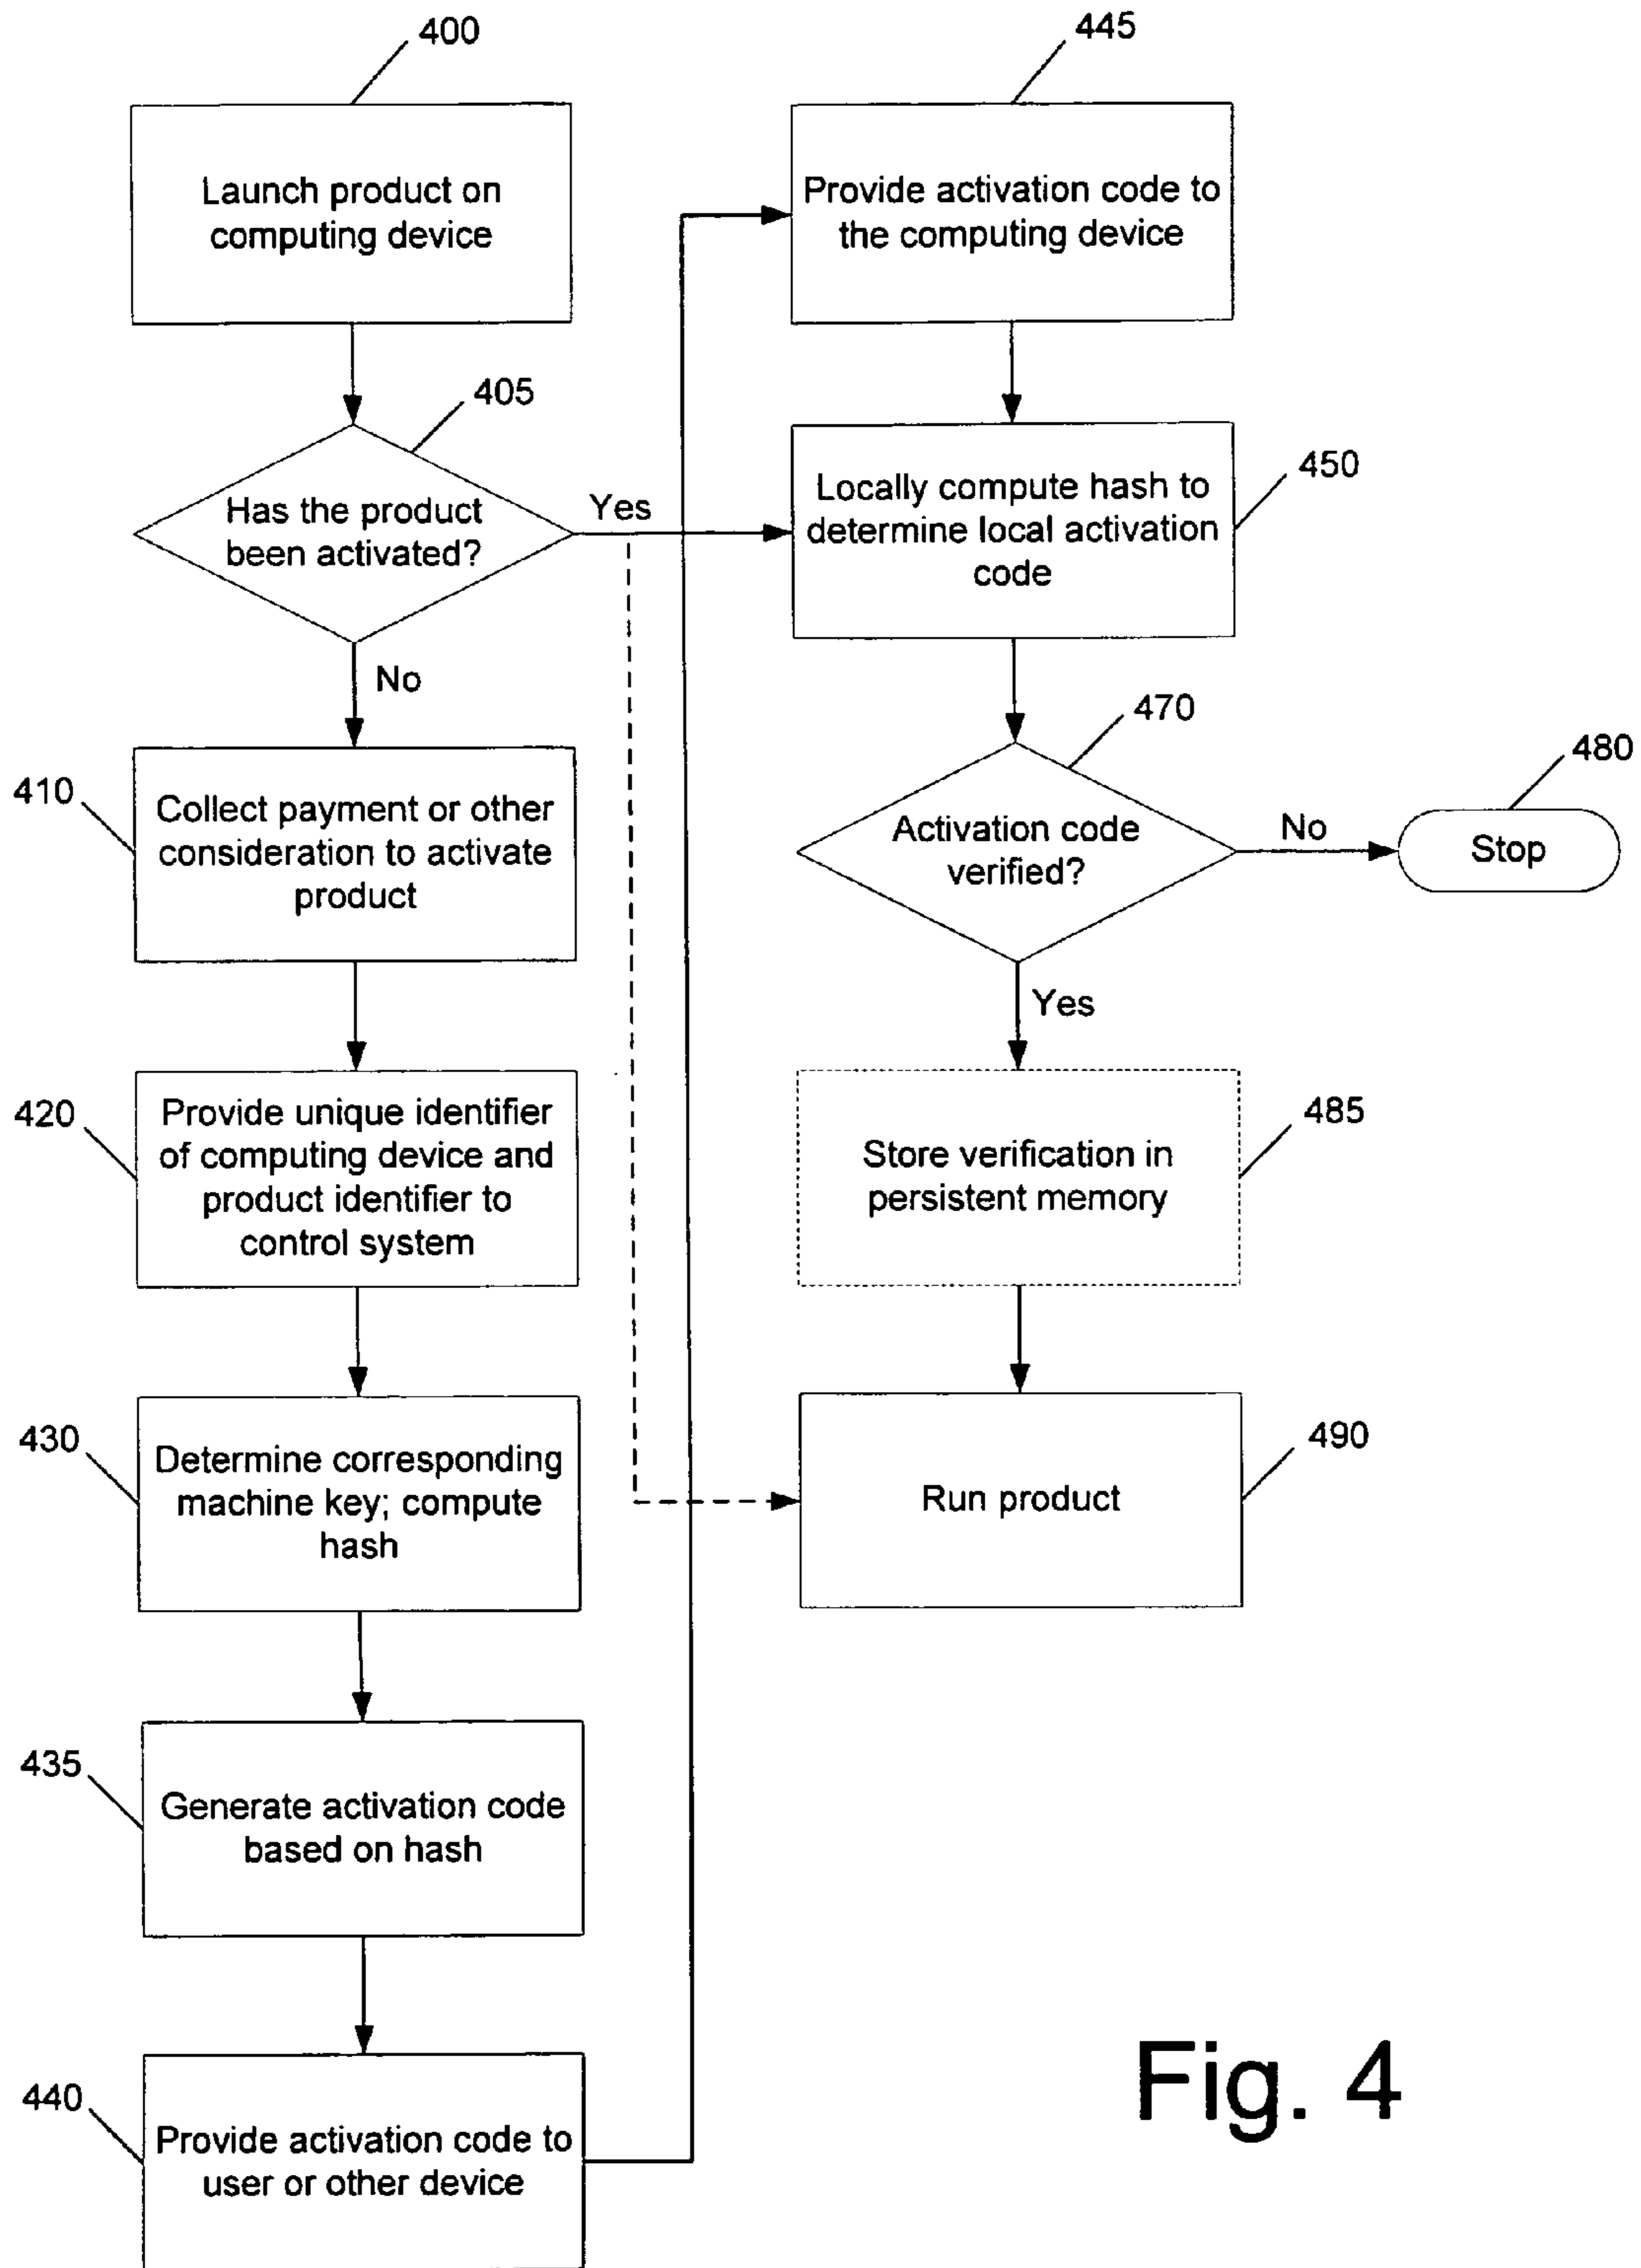 400
Launch product on
computing device
405
Has the product
been activated?
Yes
No
410
Collect payment or other
consideration to activate
product
420
Provide unique identifier
of computing device and
product identifier to
control system
430
Determine corresponding
machine key; compute
hash
435
Generate activation code
based on hash
440
Provide activation code to
user or other device
445
Provide activation code to
the computing device
450
Locally compute hash to
determine local activation
code
470
Activation code
verified?
No
480
Stop
Yes
485
Store verification in
persistent memory
490
Run product
Fig. 4